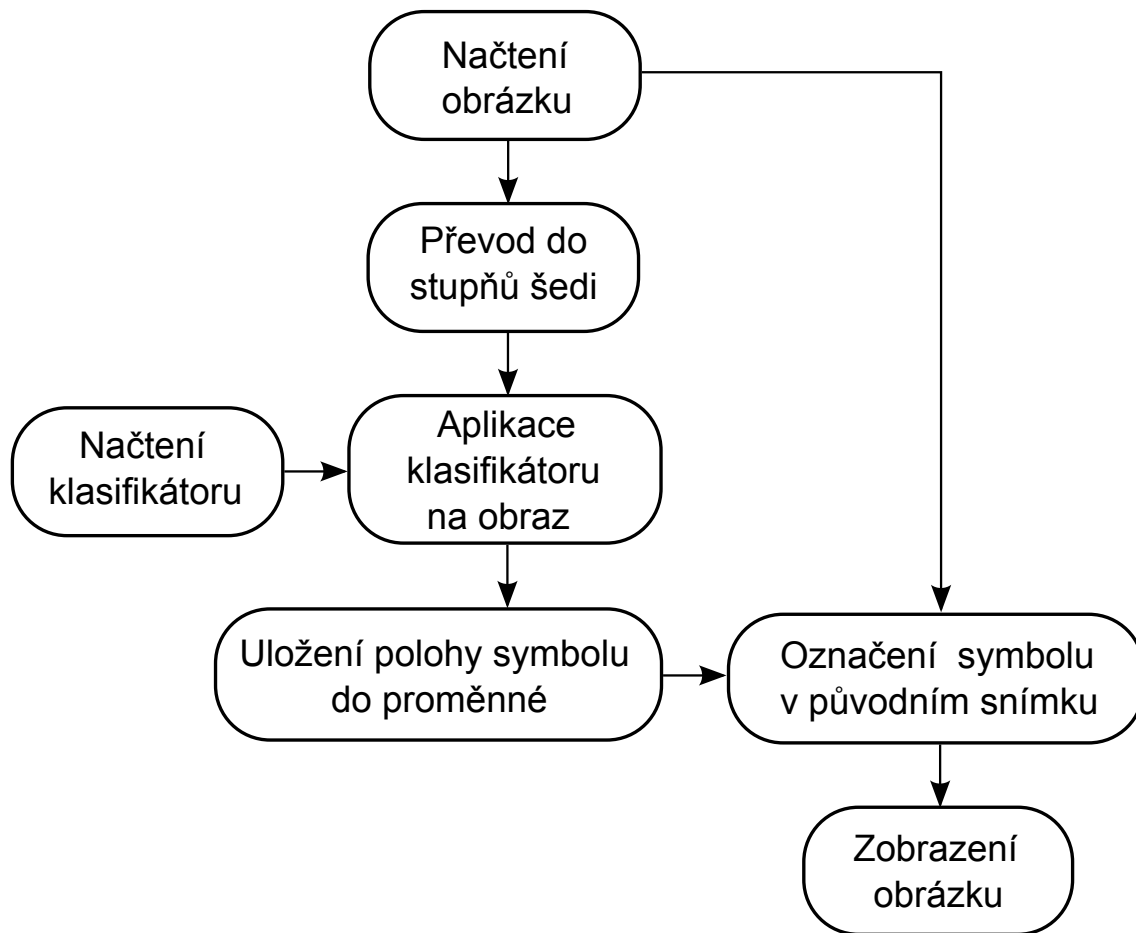 Načtení
obrázku
Převod do
stupňů šedi
Načtení
klasifikátoru
Aplikace
klasifikátoru
na obraz
Uložení polohy symbolu
do proměnné
Označení symbolu
v původním snímku
Zobrazení
obrázku